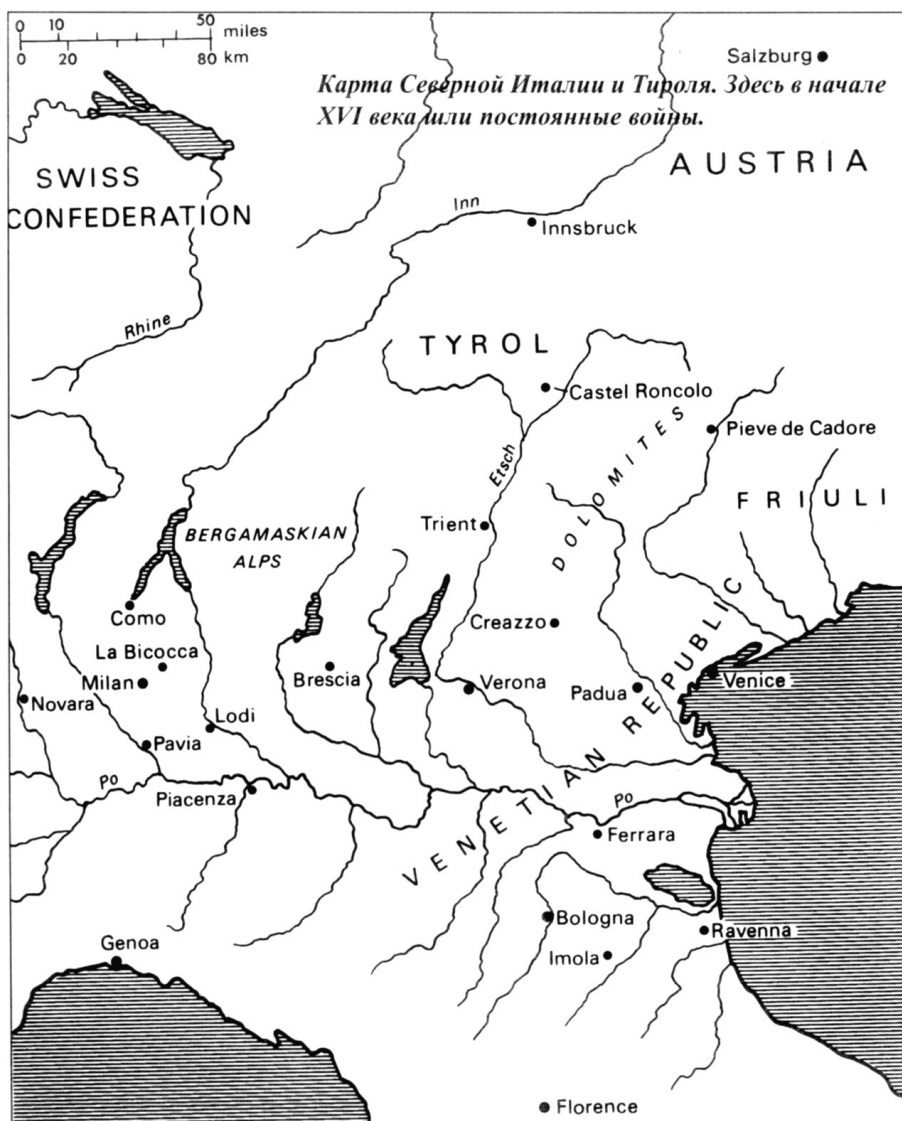 0 10 50 miles
0 20 80 km
Salzburg
Карта Северной Италии и Тироля. Здесь в начале
XVI века шли постоянные войны.
AUSTRIA
SWISS
CONFEDERATION
Inn
Innsbruck
Rhine
TYROL
Castel Roncolo
Pieve de Cadore
Etsch
DOLOMITES
FRIULI
Trient
BERGAMASKIAN
ALPS
Como
Creazzo
La Bicocca
Milan
Brescia
Verona
Padua
Venice
Novara
Lodi
Pavia
VENETIAN REPUBLIC
Po
Piacenza
Po
Ferrara
Bologna
Ravenna
Imola
Genoa
Florence